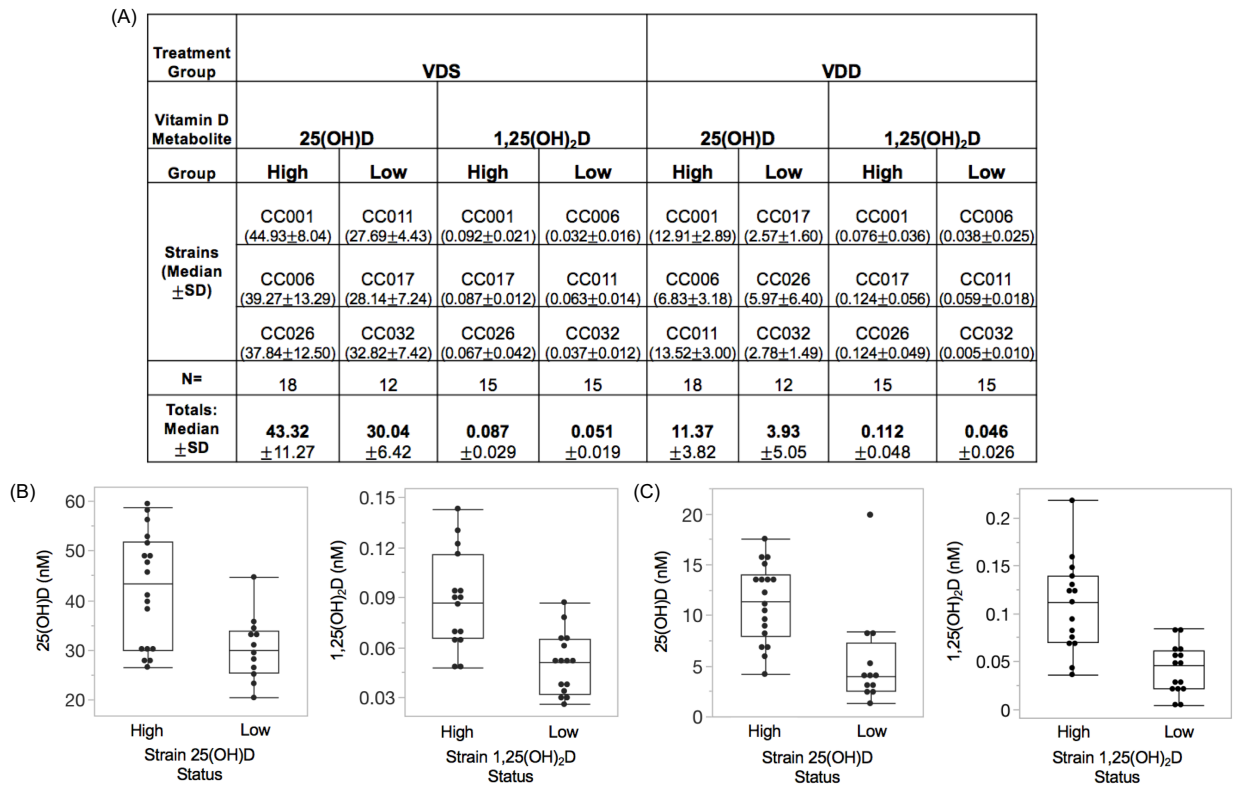 (A)
Treatment
Group
VDS
VDD
Vitamin D
Metabolite
25(OH)D
1,25(OH)₂D
25(OH)D
1,25(OH)₂D
Group
High
Low
High
Low
High
Low
High
Low
Strains
(Median
±SD)
CC001
(44.93±8.04)
CC011
(27.69±4.43)
CC001
(0.092±0.021)
CC006
(0.032±0.016)
CC001
(12.91±2.89)
CC017
(2.57±1.60)
CC001
(0.076±0.036)
CC006
(0.038±0.025)
CC006
(39.27±13.29)
CC017
(28.14±7.24)
CC017
(0.087±0.012)
CC011
(0.063±0.014)
CC006
(6.83±3.18)
CC026
(5.97±6.40)
CC017
(0.124±0.056)
CC011
(0.059±0.018)
CC026
(37.84±12.50)
CC032
(32.82±7.42)
CC026
(0.067±0.042)
CC032
(0.037±0.012)
CC011
(13.52±3.00)
CC032
(2.78±1.49)
CC026
(0.124±0.049)
CC032
(0.005±0.010)
N=
18
12
15
15
18
12
15
15
Totals:
Median
±SD
43.32
±11.27
30.04
±6.42
0.087
±0.029
0.051
±0.019
11.37
±3.82
3.93
±5.05
0.112
±0.048
0.046
±0.026
(B)
25(OH)D (nM)
60
50
40
30
20
High
Low
Strain 25(OH)D
Status
1,25(OH)₂D (nM)
0.15
0.12
0.09
0.06
0.03
High
Low
Strain 1,25(OH)₂D
Status
(C)
25(OH)D (nM)
20
15
10
5
0
High
Low
Strain 25(OH)D
Status
1,25(OH)₂D (nM)
0.2
0.15
0.1
0.05
0
High
Low
Strain 1,25(OH)₂D
Status